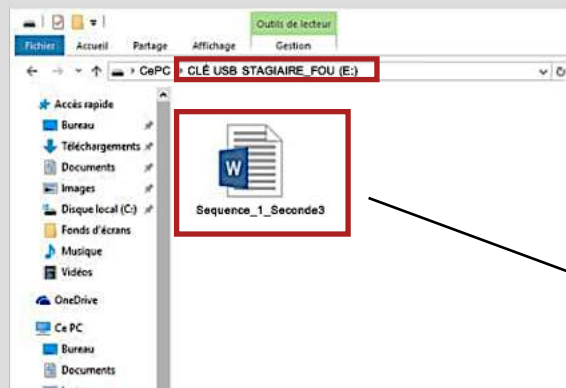 Outils de lecteur
Fichier Accueil Partage Affichage Gestion
CePC › CLÉ USB STAGIAIRE_FOU (E:)
Accès rapide
Bureau
Téléchargements
Documents
Images
Disque local (C:)
Fonds d'écrans
Musique
Vidéos
OneDrive
Ce PC
Bureau
Documents
W
Sequence_1_Seconde3